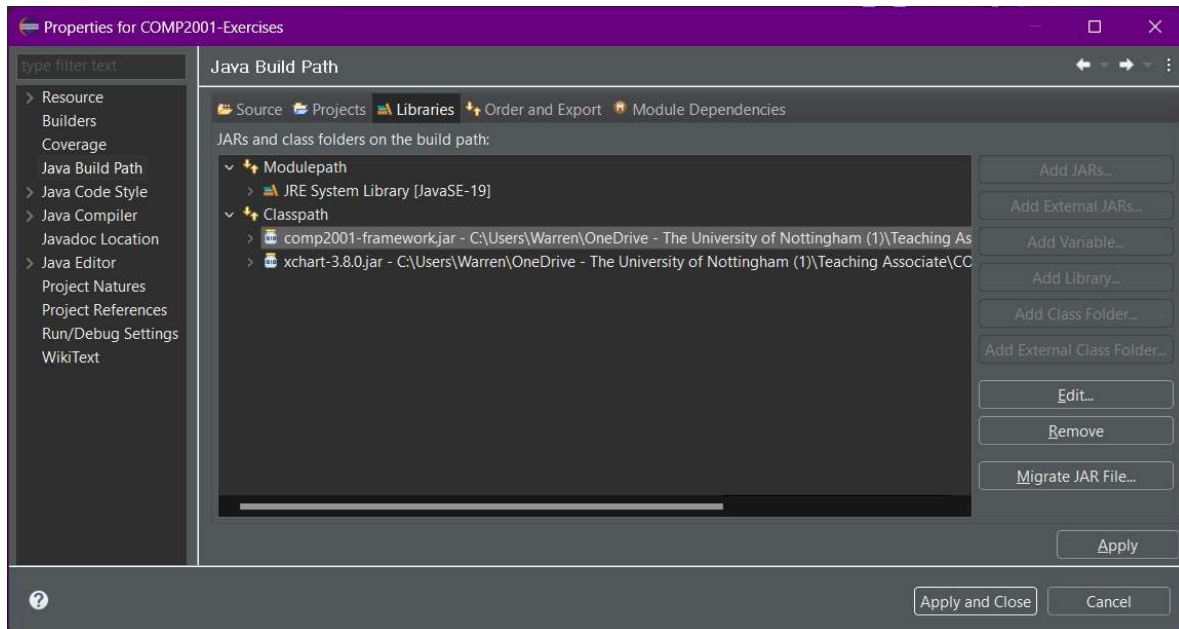 Properties for COMP2001-Exercises
type filter text
Resource
Builders
Coverage
Java Build Path
Java Code Style
Java Compiler
Javadoc Location
Java Editor
Project Natures
Project References
Run/Debug Settings
WikiText
Java Build Path
Source Projects Libraries Order and Export Module Dependencies
JARs and class folders on the build path:
Modulepath
JRE System Library [JavaSE-19]
Classpath
comp2001-framework.jar - C:\Users\Warren\OneDrive - The University of Nottingham (1)\Teaching As
xchart-3.8.0.jar - C:\Users\Warren\OneDrive - The University of Nottingham (1)\Teaching Associate\CO
Add JARs...
Add External JARs...
Add Variable...
Add Library...
Add Class Folder...
Add External Class Folder...
Edit...
Remove
Migrate JAR File...
Apply
? Apply and Close Cancel